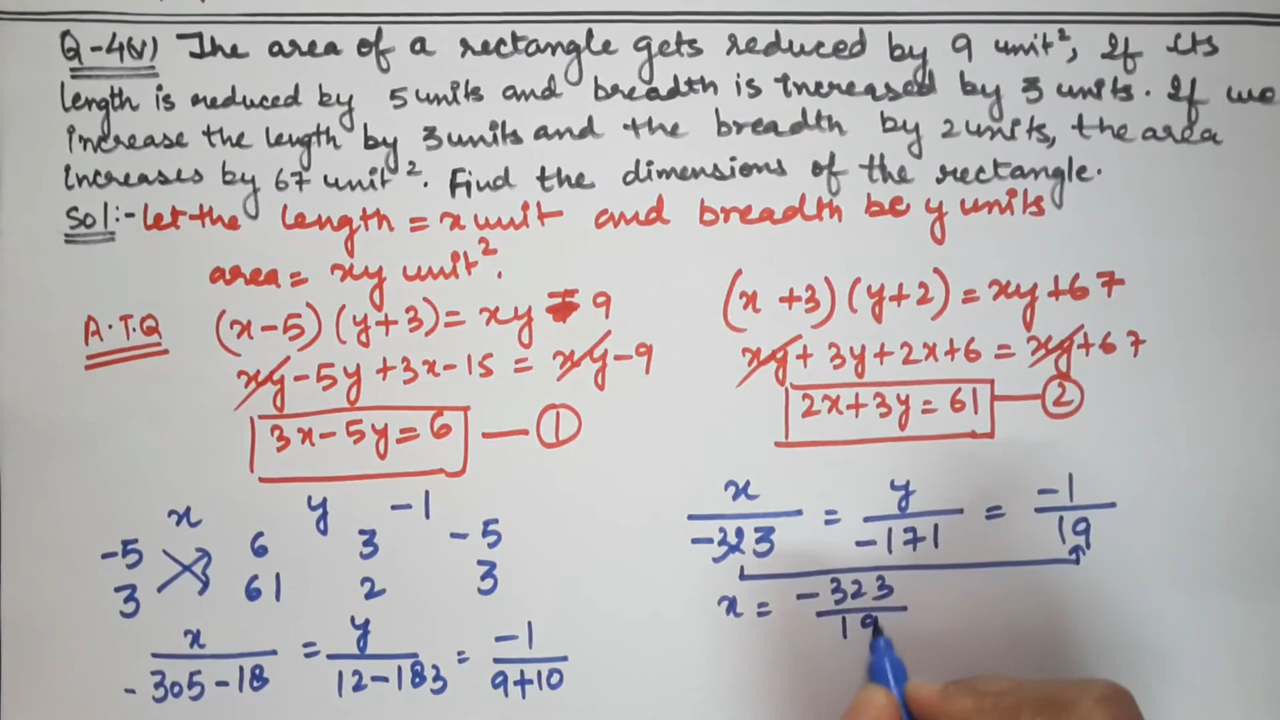 Q-4(v) The area of a rectangle gets reduced by 9 unit², If its
length is reduced by 5 units and breadth is increased by 3 units. If we
increase the length by 3 units and the breadth by 2 units, the area
increases by 67 unit². Find the dimensions of the rectangle.
Sol:- let the length = x unit and breadth be y units
area = xy unit².
A.T.Q (x-5)(y+3) = xy - 9
xy - 5y + 3x - 15 = xy - 9
3x - 5y = 6 — ①
(x+3)(y+2) = xy + 67
xy + 3y + 2x + 6 = xy + 67
2x + 3y = 61 — ②
x y -1
-5 6 3 -5
3 61 2 3
x/-305-18 = y/12-183 = -1/9+10
x/-323 = y/-171 = -1/19
x = -323/19